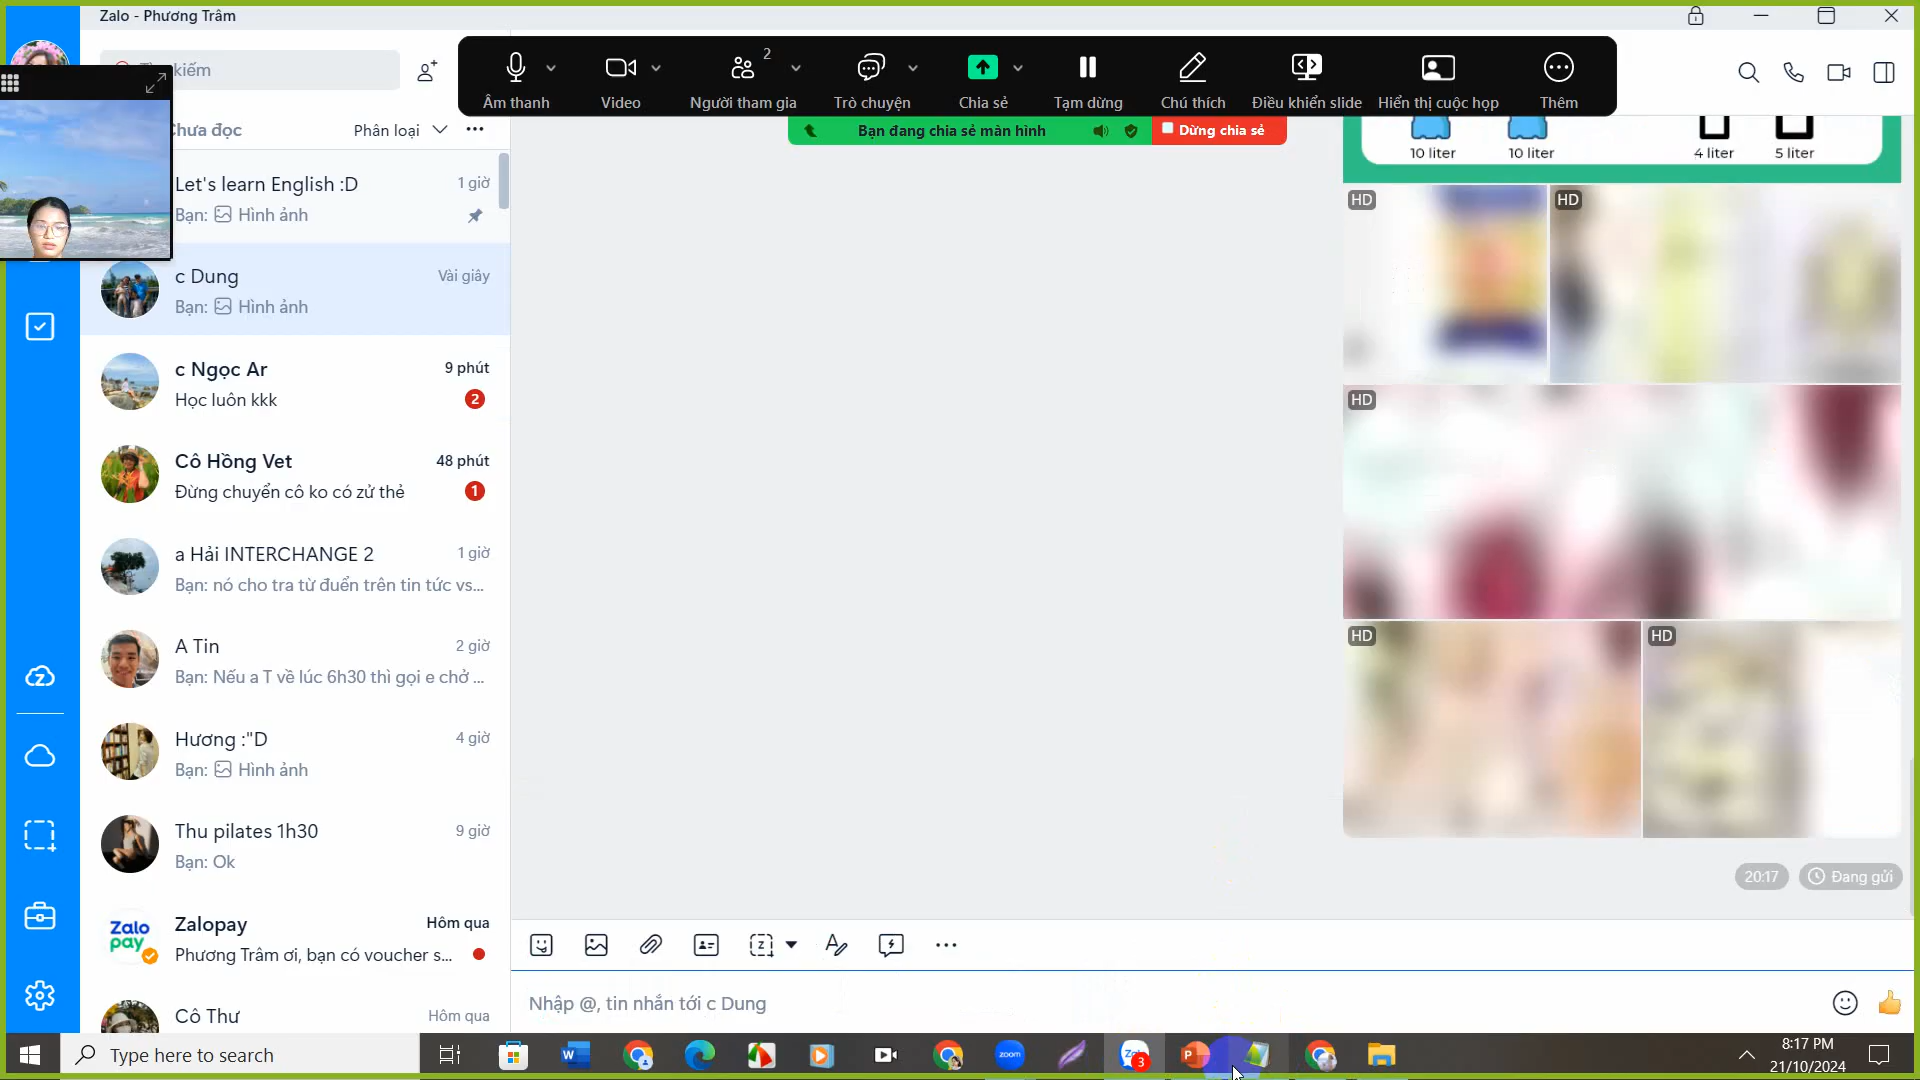 Zalo - Phương Trâm
kiếm
Âm thanh
Video
2
Người tham gia
Trò chuyện
Chia sẻ
Tạm dừng
Chú thích
Điều khiển slide
Hiển thị cuộc họp
Thêm
Bạn đang chia sẻ màn hình
Dừng chia sẻ
Chưa đọc
Phân loại
Let's learn English :D
1 giờ
Bạn: Hình ảnh
c Dung
Vài giây
Bạn: Hình ảnh
c Ngọc Ar
9 phút
Học luôn kkk
2
Cô Hồng Vet
48 phút
Đừng chuyển cô ko có zử thẻ
1
a Hải INTERCHANGE 2
1 giờ
Bạn: nó cho tra từ đuển trên tin tức vs...
A Tin
2 giờ
Bạn: Nếu a T về lúc 6h30 thì gọi e chở ...
Hương :"D
4 giờ
Bạn: Hình ảnh
Thu pilates 1h30
9 giờ
Bạn: Ok
Zalo pay
Zalopay
Hôm qua
Phương Trâm ơi, bạn có voucher s...
Cô Thư
Hôm qua
10 liter
10 liter
4 liter
5 liter
HD
HD
HD
HD
HD
20:17
Đang gửi
Nhập @, tin nhắn tới c Dung
Type here to search
zoom
3
8:17 PM
21/10/2024